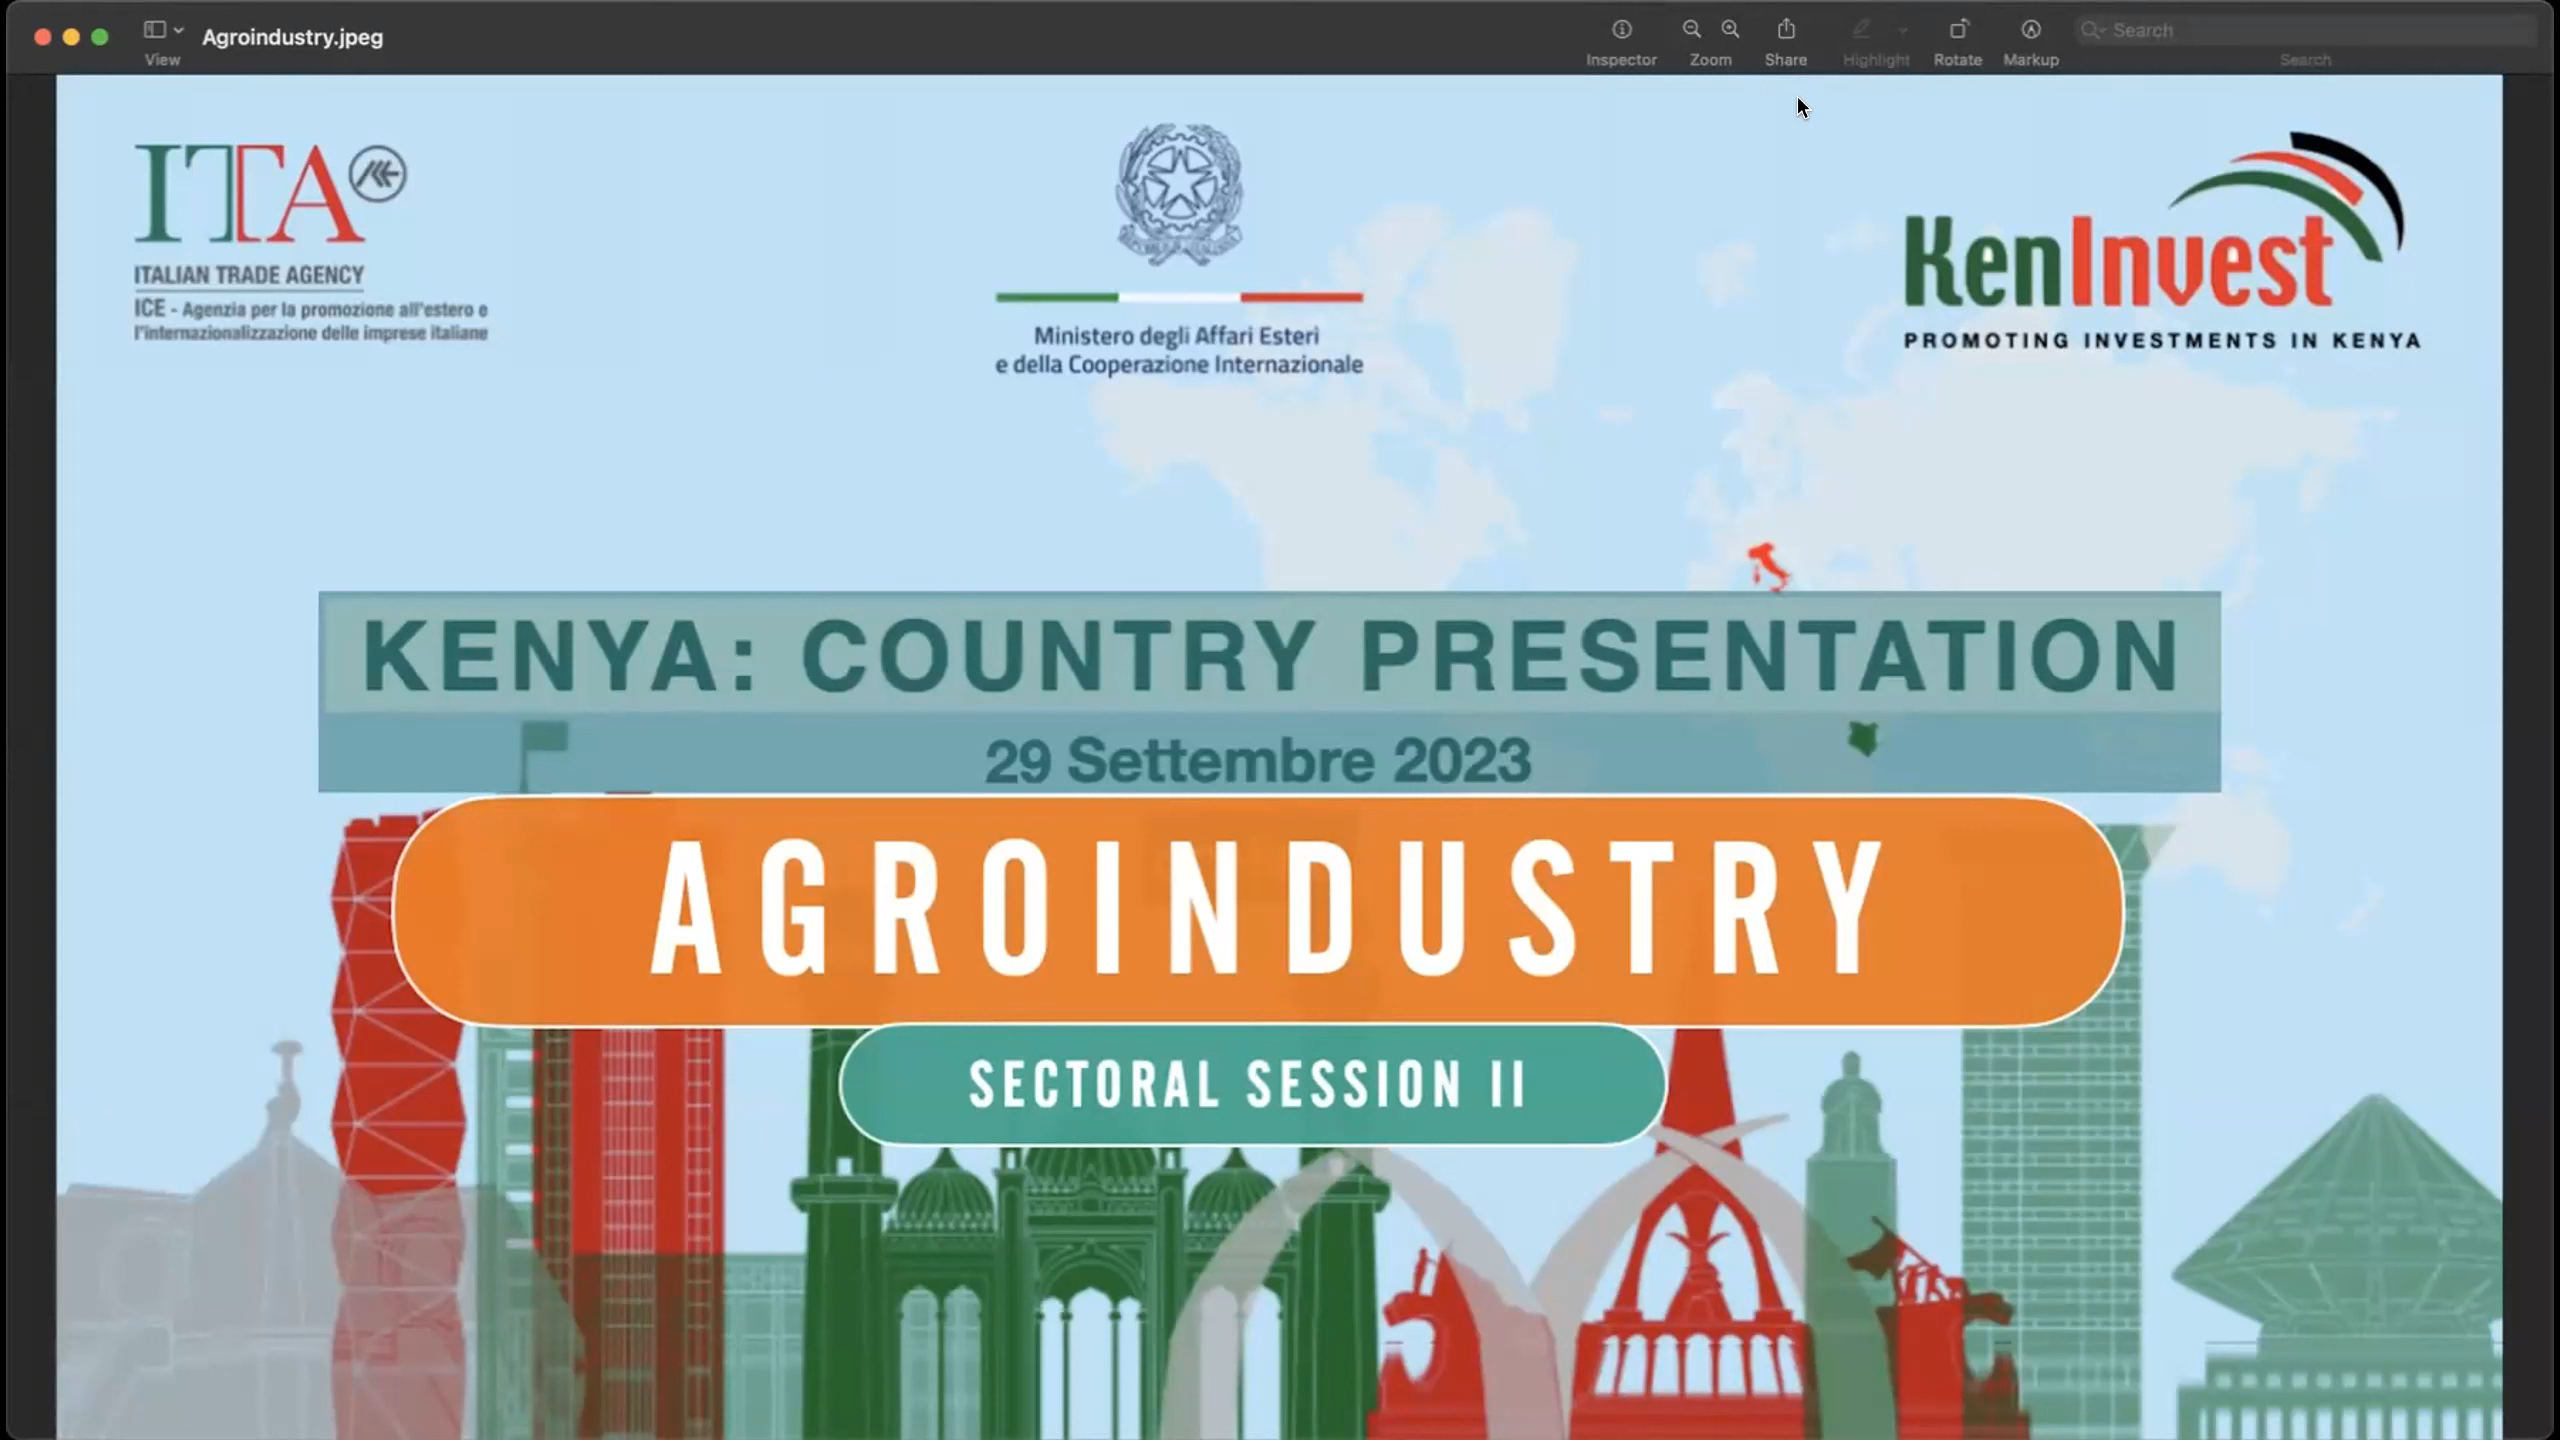 Agroindustry.jpeg
View
Inspector
Zoom
Share
Highlight
Rotate
Markup
Search
Search
ITA
ITALIAN TRADE AGENCY
ICE - Agenzia per la promozione all'estero e
l'internazionalizzazione delle imprese italiane
Ministero degli Affari Esteri
e della Cooperazione Internazionale
KenInvest
PROMOTING INVESTMENTS IN KENYA
KENYA: COUNTRY PRESENTATION
29 Settembre 2023
AGROINDUSTRY
SECTORAL SESSION II